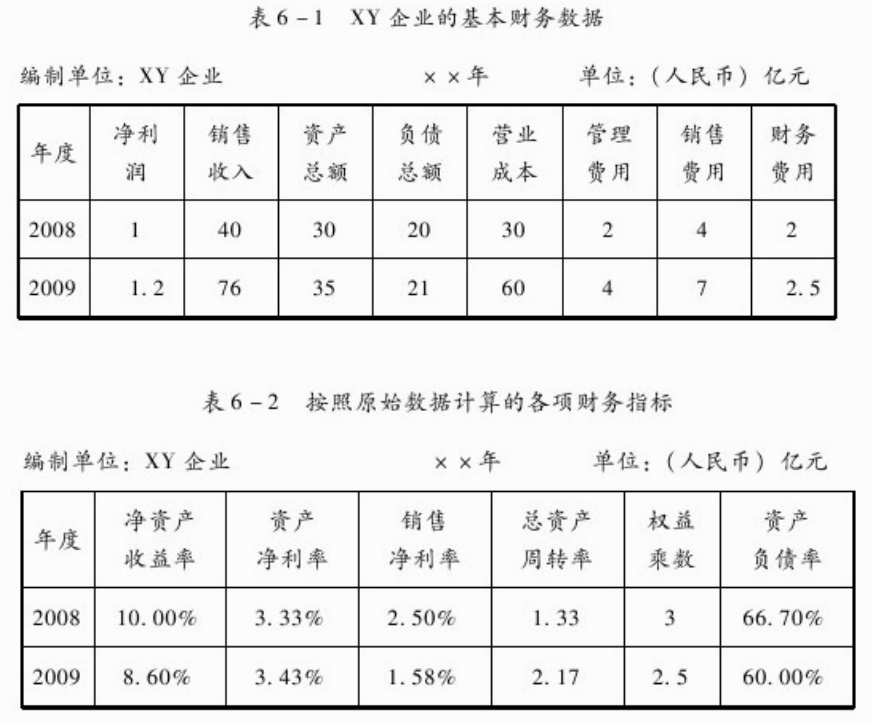 表6-1 XY企业的基本财务数据
编制单位：XY企业 ××年 单位：（人民币）亿元
年度 净利润 销售收入 资产总额 负债总额 营业成本 管理费用 销售费用 财务费用
2008 1 40 30 20 30 2 4 2
2009 1.2 76 35 21 60 4 7 2.5
表6-2 按照原始数据计算的各项财务指标
编制单位：XY企业 ××年 单位：（人民币）亿元
年度 净资产收益率 资产净利率 销售净利率 总资产周转率 权益乘数 资产负债率
2008 10.00% 3.33% 2.50% 1.33 3 66.70%
2009 8.60% 3.43% 1.58% 2.17 2.5 60.00%